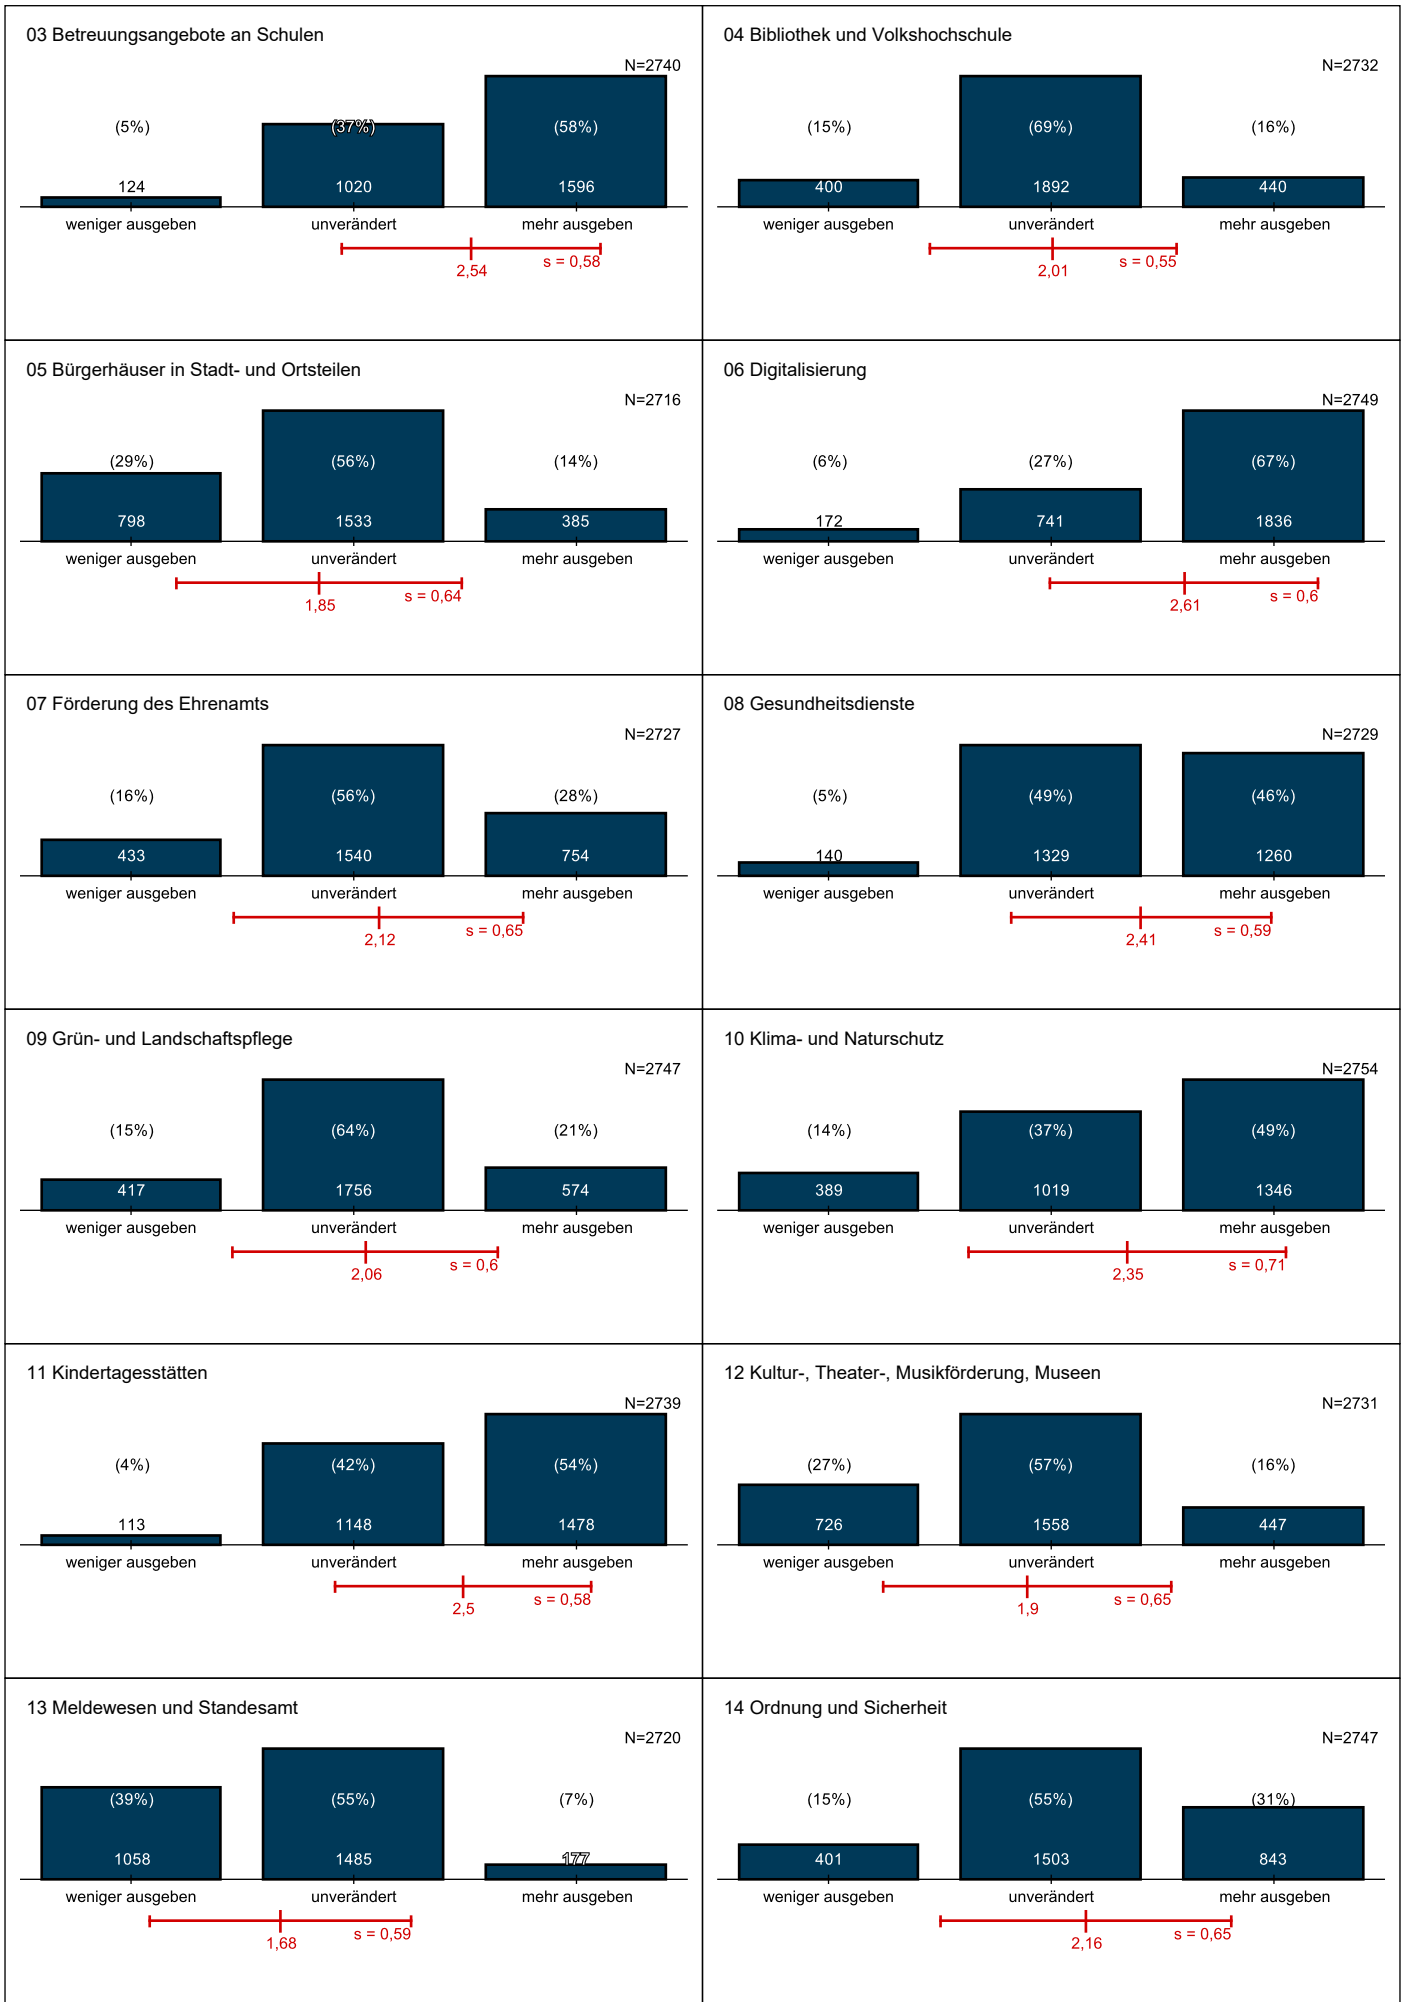 03 Betreuungsangebote an Schulen
N=2740
(5%) (37%) (58%)
124 1020 1596
weniger ausgeben unverändert mehr ausgeben
2,54 s = 0,58
04 Bibliothek und Volkshochschule
N=2732
(15%) (69%) (16%)
400 1892 440
weniger ausgeben unverändert mehr ausgeben
2,01 s = 0,55
05 Bürgerhäuser in Stadt- und Ortsteilen
N=2716
(29%) (56%) (14%)
798 1533 385
weniger ausgeben unverändert mehr ausgeben
1,85 s = 0,64
06 Digitalisierung
N=2749
(6%) (27%) (67%)
172 741 1836
weniger ausgeben unverändert mehr ausgeben
2,61 s = 0,6
07 Förderung des Ehrenamts
N=2727
(16%) (56%) (28%)
433 1540 754
weniger ausgeben unverändert mehr ausgeben
2,12 s = 0,65
08 Gesundheitsdienste
N=2729
(5%) (49%) (46%)
140 1329 1260
weniger ausgeben unverändert mehr ausgeben
2,41 s = 0,59
09 Grün- und Landschaftspflege
N=2747
(15%) (64%) (21%)
417 1756 574
weniger ausgeben unverändert mehr ausgeben
2,06 s = 0,6
10 Klima- und Naturschutz
N=2754
(14%) (37%) (49%)
389 1019 1346
weniger ausgeben unverändert mehr ausgeben
2,35 s = 0,71
11 Kindertagesstätten
N=2739
(4%) (42%) (54%)
113 1148 1478
weniger ausgeben unverändert mehr ausgeben
2,5 s = 0,58
12 Kultur-, Theater-, Musikförderung, Museen
N=2731
(27%) (57%) (16%)
726 1558 447
weniger ausgeben unverändert mehr ausgeben
1,9 s = 0,65
13 Meldewesen und Standesamt
N=2720
(39%) (55%) (7%)
1058 1485 177
weniger ausgeben unverändert mehr ausgeben
1,68 s = 0,59
14 Ordnung und Sicherheit
N=2747
(15%) (55%) (31%)
401 1503 843
weniger ausgeben unverändert mehr ausgeben
2,16 s = 0,65